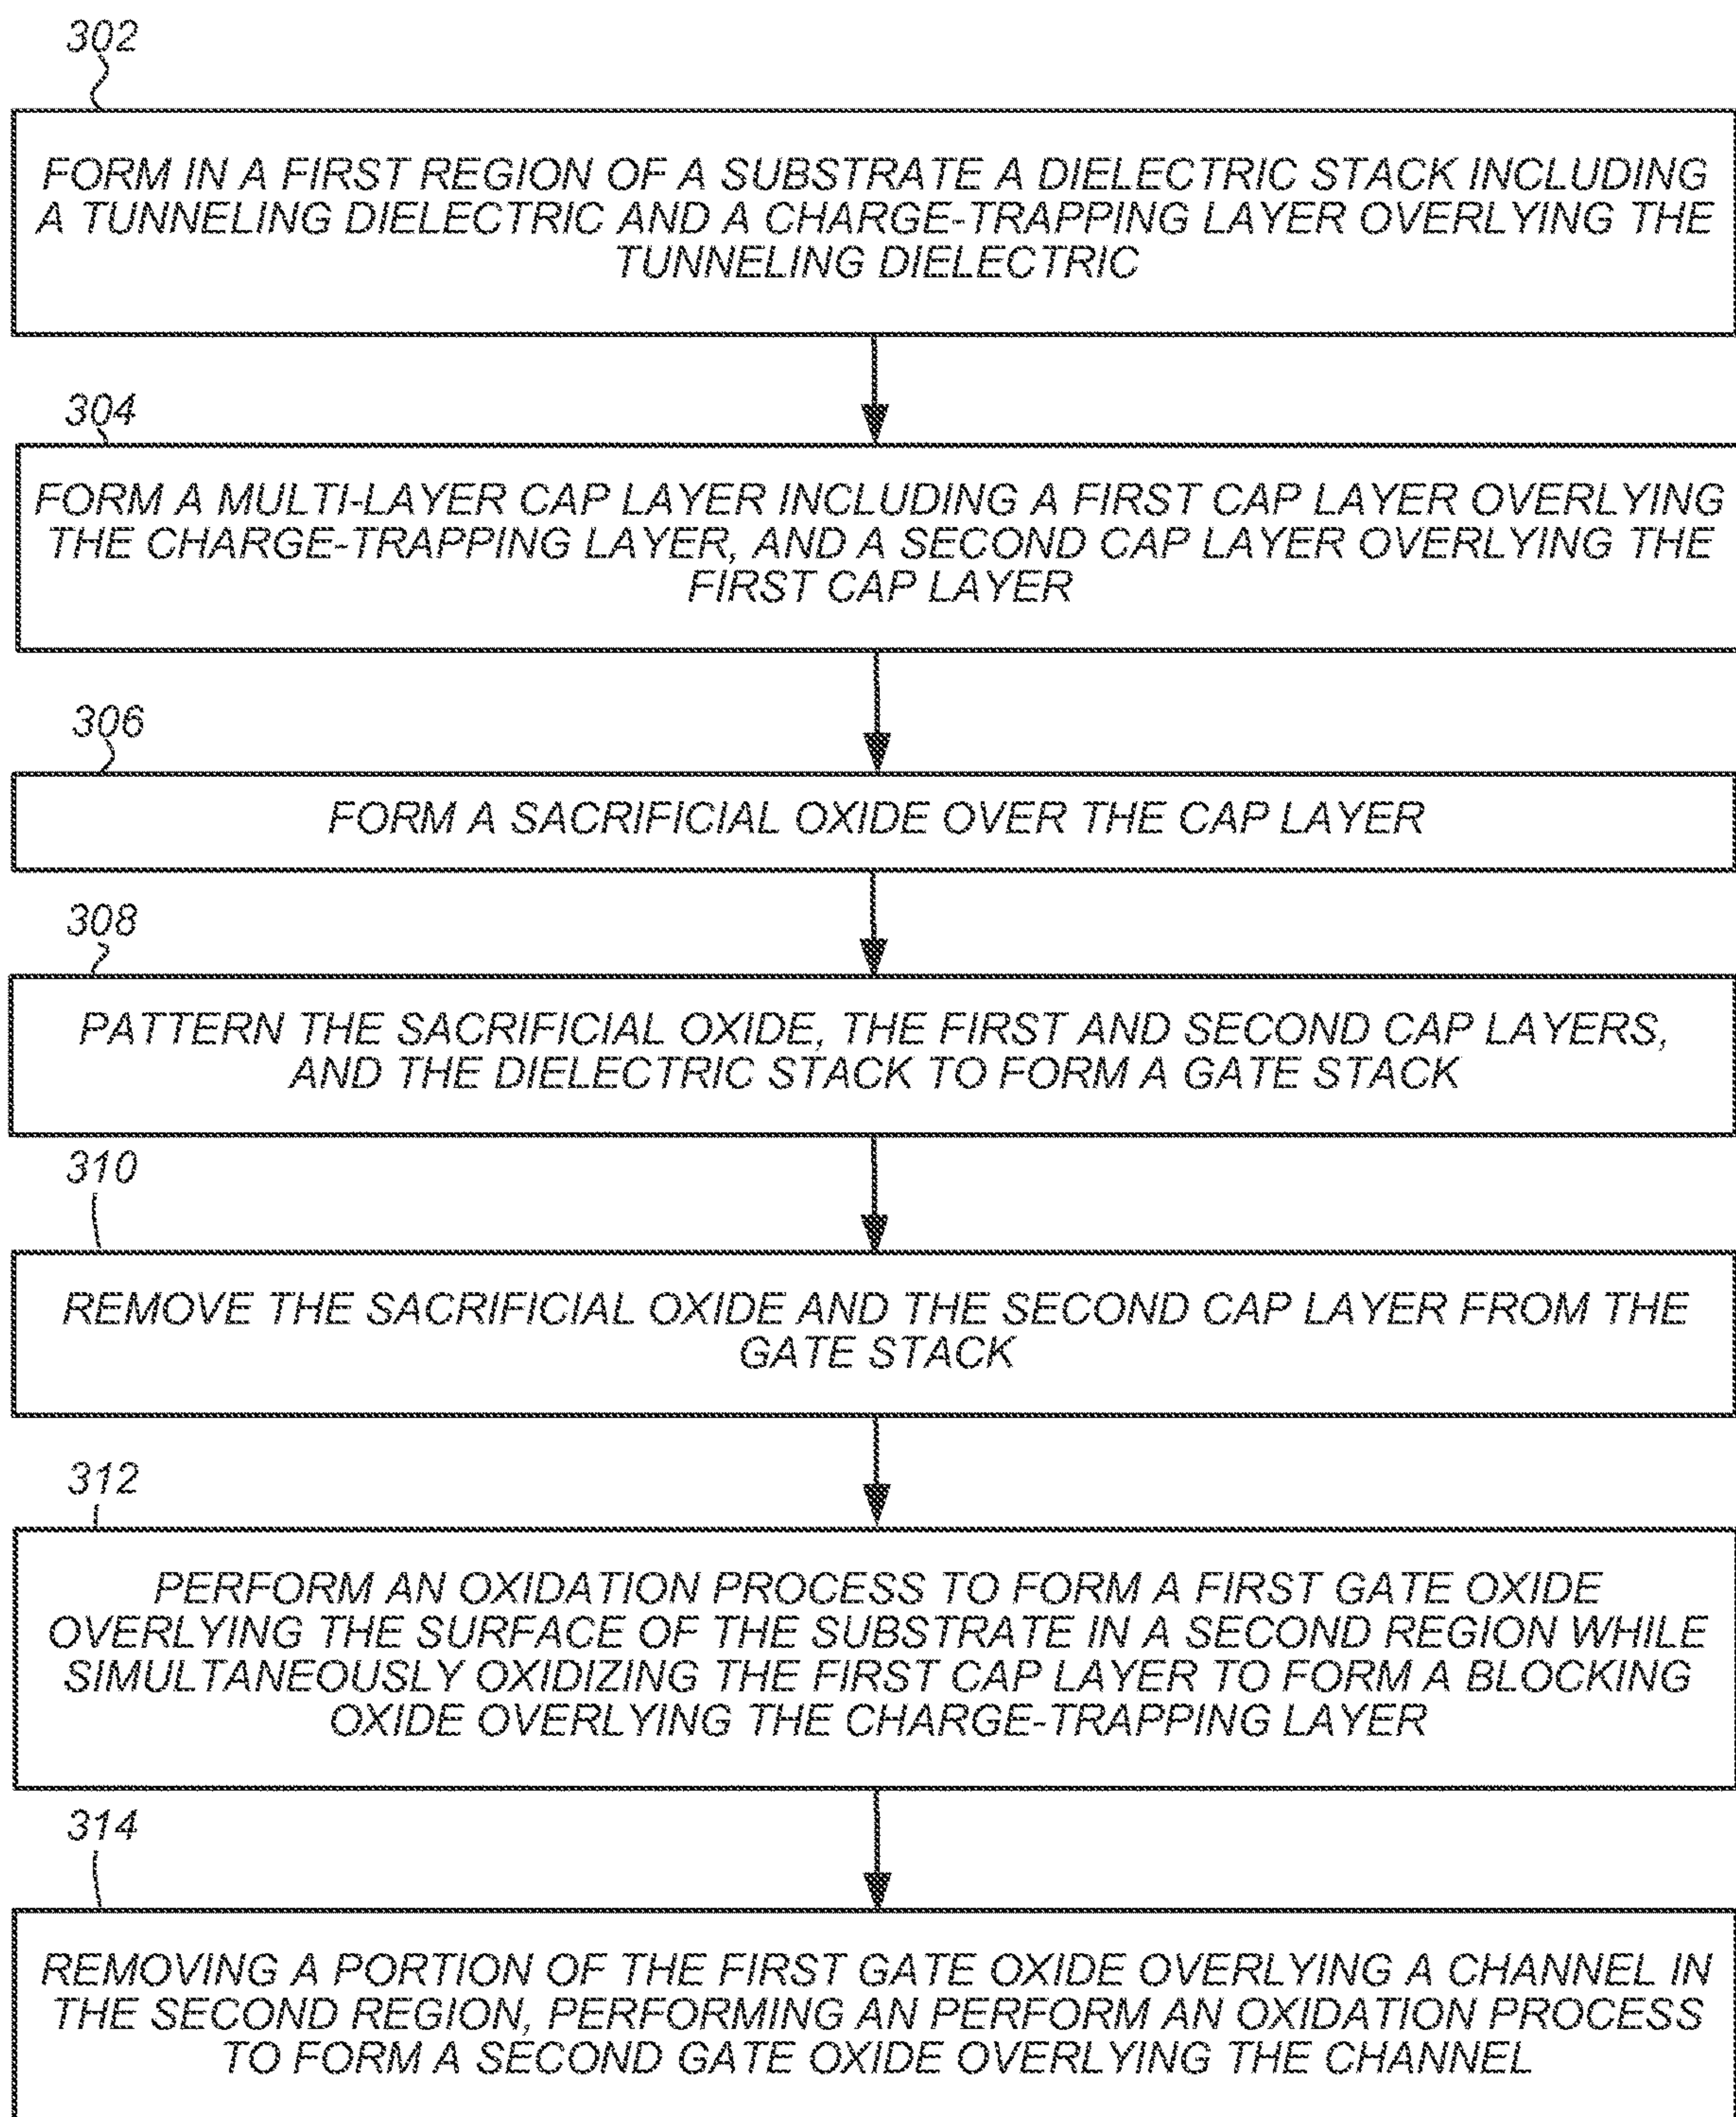 302
FORM IN A FIRST REGION OF A SUBSTRATE A DIELECTRIC STACK INCLUDING
A TUNNELING DIELECTRIC AND A CHARGE-TRAPPING LAYER OVERLYING THE
TUNNELING DIELECTRIC
304
FORM A MULTI-LAYER CAP LAYER INCLUDING A FIRST CAP LAYER OVERLYING
THE CHARGE-TRAPPING LAYER, AND A SECOND CAP LAYER OVERLYING THE
FIRST CAP LAYER
306
FORM A SACRIFICIAL OXIDE OVER THE CAP LAYER
308
PATTERN THE SACRIFICIAL OXIDE, THE FIRST AND SECOND CAP LAYERS,
AND THE DIELECTRIC STACK TO FORM A GATE STACK
310
REMOVE THE SACRIFICIAL OXIDE AND THE SECOND CAP LAYER FROM THE
GATE STACK
312
PERFORM AN OXIDATION PROCESS TO FORM A FIRST GATE OXIDE
OVERLYING THE SURFACE OF THE SUBSTRATE IN A SECOND REGION WHILE
SIMULTANEOUSLY OXIDIZING THE FIRST CAP LAYER TO FORM A BLOCKING
OXIDE OVERLYING THE CHARGE-TRAPPING LAYER
314
REMOVING A PORTION OF THE FIRST GATE OXIDE OVERLYING A CHANNEL IN
THE SECOND REGION, PERFORMING AN PERFORM AN OXIDATION PROCESS
TO FORM A SECOND GATE OXIDE OVERLYING THE CHANNEL